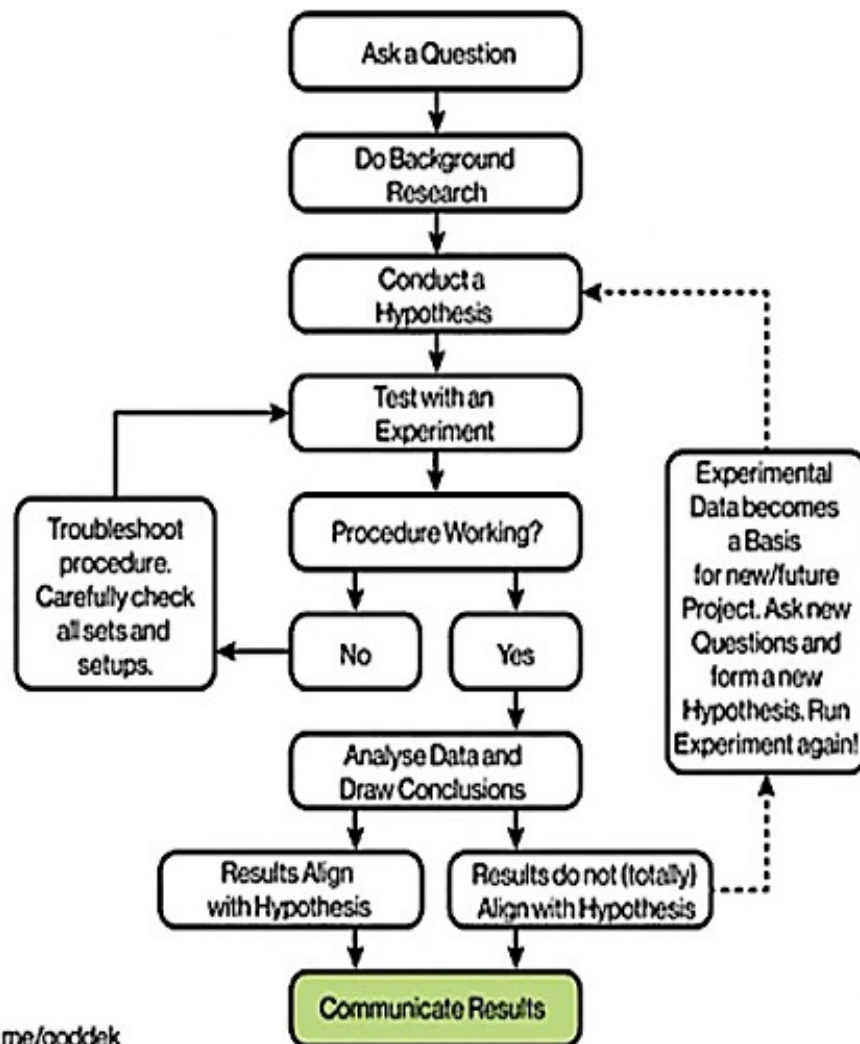 Ask a Question
Do Background
Research
Conduct a
Hypothesis
Test with an
Experiment
Procedure Working?
Troubleshoot
procedure.
Carefully check
all sets and
setups.
No
Yes
Experimental
Data becomes
a Basis
for new/future
Project. Ask new
Questions and
form a new
Hypothesis. Run
Experiment again!
Analyse Data and
Draw Conclusions
Results Align
with Hypothesis
Results do not (totally)
Align with Hypothesis
Communicate Results
me/goddek